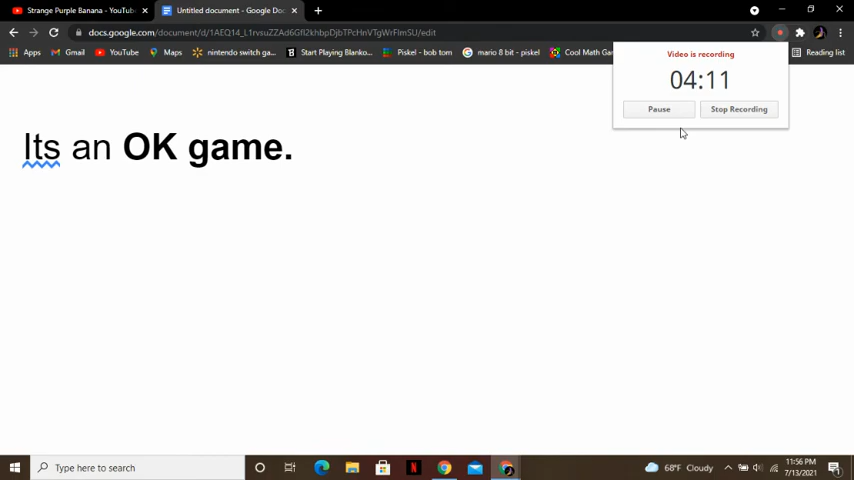 Strange Purple Banana - YouTube
Untitled document - Google Doc
docs.google.com/document/d/1AEQ14_L1rvsuZZAd6Gfl2khbpDjbTPcHnVTgWrFlmSU/edit
Apps Gmail YouTube Maps nintendo switch ga... Start Playing Blanko... Piskel - bob tom mario 8 bit - piskel Cool Math Gam Reading list
Video is recording
04:11
Pause Stop Recording
Its an OK game.
Type here to search
68°F Cloudy
11:56 PM
7/13/2021
1